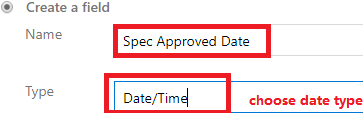 Create a field
Name
Spec Approved Date
Type
Date/Time
choose date type